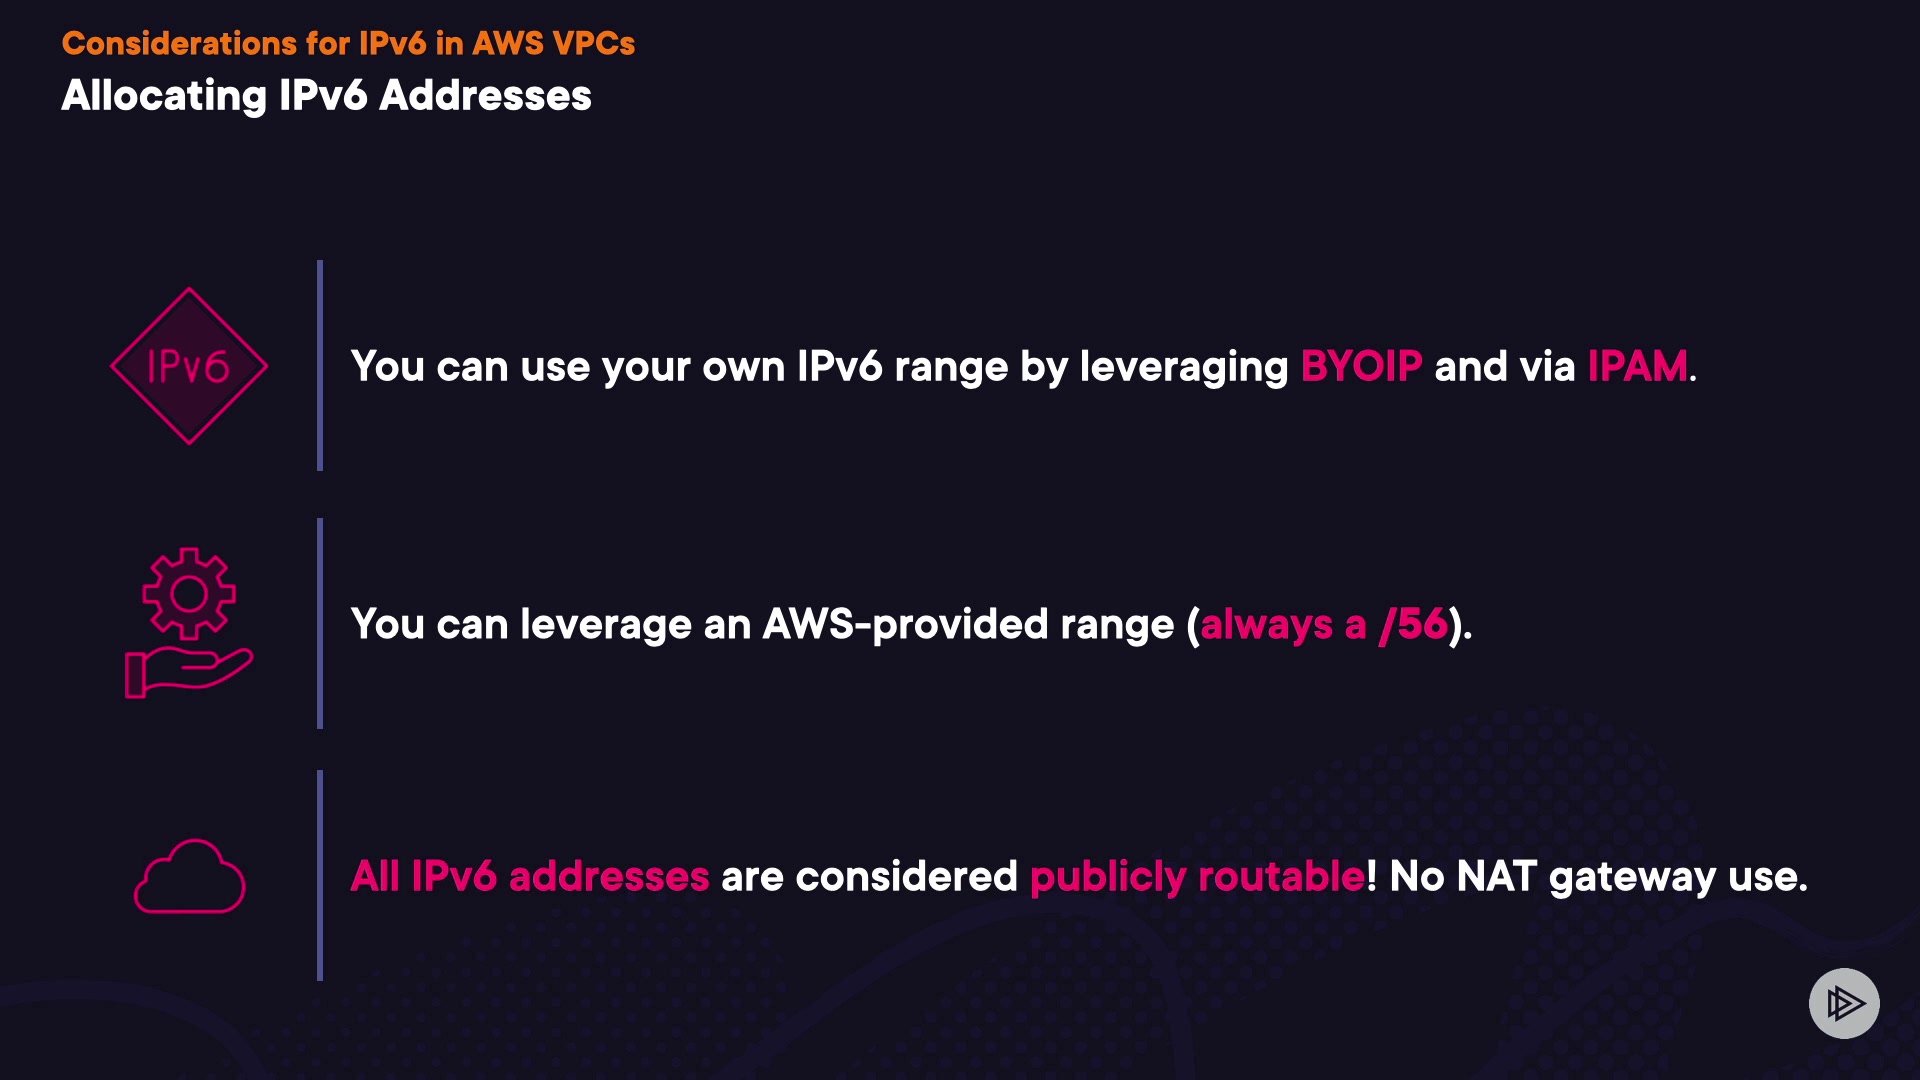 Considerations for IPv6 in AWS VPCs
Allocating IPv6 Addresses
IPv6
You can use your own IPv6 range by leveraging BYOIP and via IPAM.
You can leverage an AWS-provided range (always a /56).
All IPv6 addresses are considered publicly routable! No NAT gateway use.